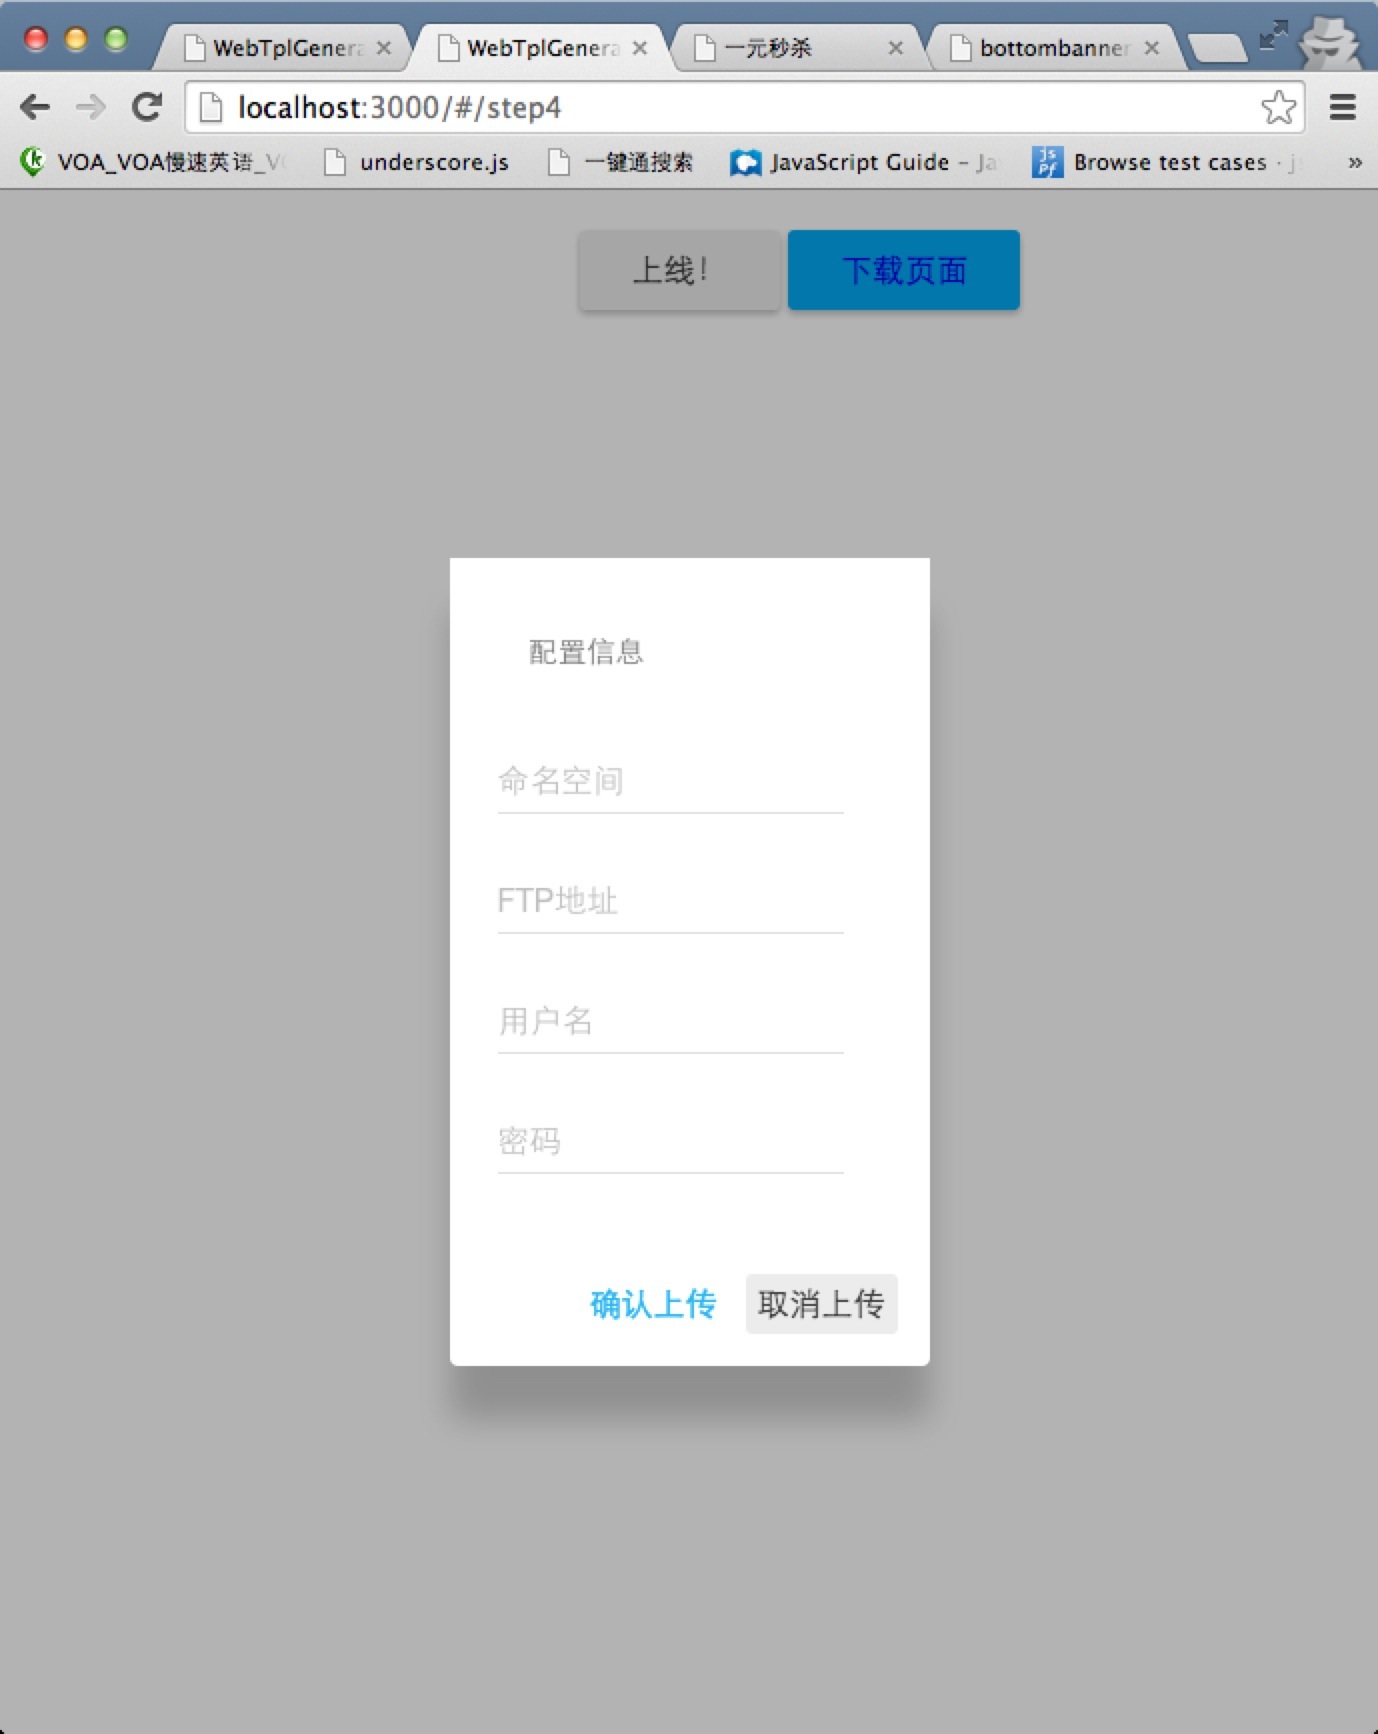 WebTplGenera
WebTplGenera
一元秒杀
bottombanner
localhost:3000/#/step4
VOA_VOA慢速英语_V
underscore.js
一键通搜索
JavaScript Guide - Ja
Browse test cases · j
»
上线!
下载页面
配置信息
命名空间
FTP地址
用户名
密码
确认上传
取消上传